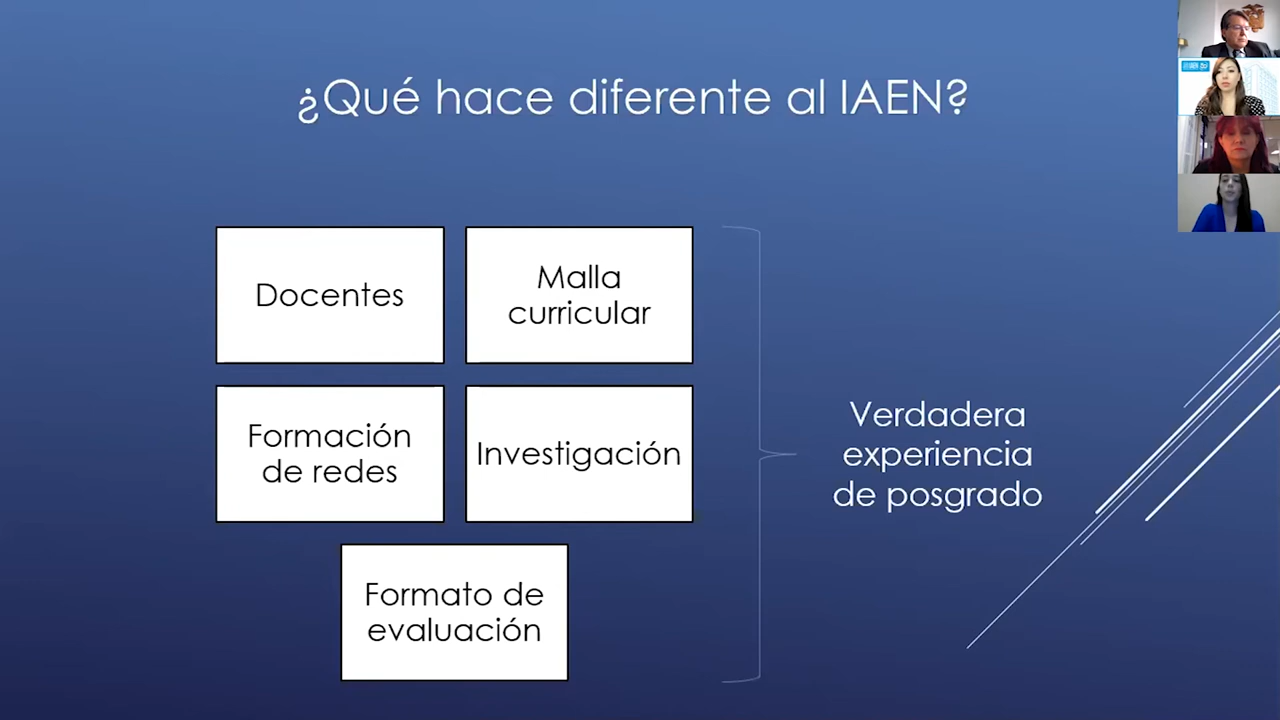 ¿Qué hace diferente al IAEN?
Docentes
Malla
curricular
Formación
de redes
Investigación
Formato de
evaluación
Verdadera
experiencia
de posgrado